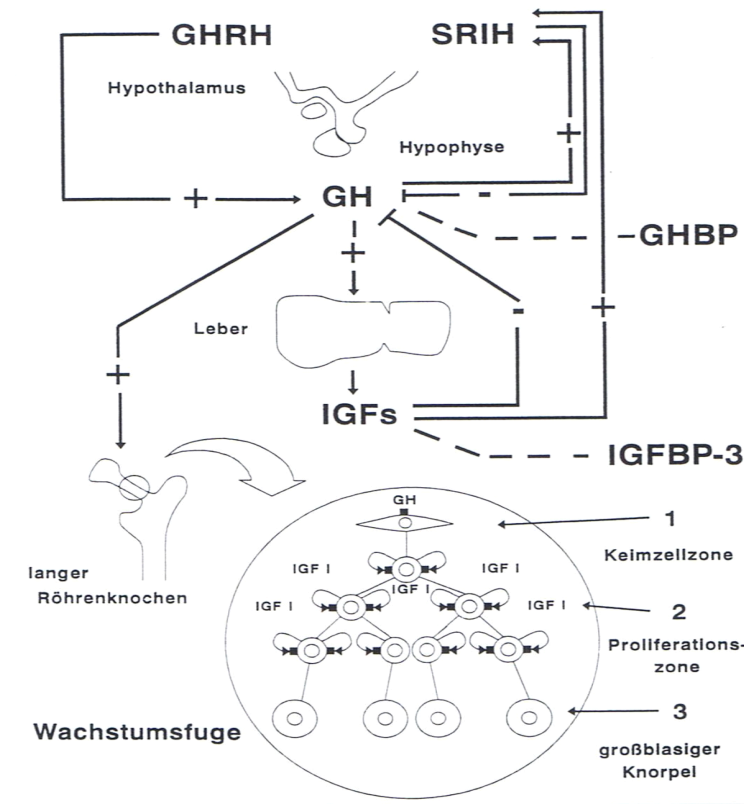 GHRH
SRIH
Hypothalamus
Hypophyse
+
+
GH
-
-GHBP
+
Leber
-
+
+
IGFs
IGFBP-3
GH
1
Keimzellzone
IGF I
IGF I
IGF I
IGF I
IGF I
2
langer
Röhrenknochen
Proliferations-
zone
3
Wachstumsfuge
großblasiger
Knorpel